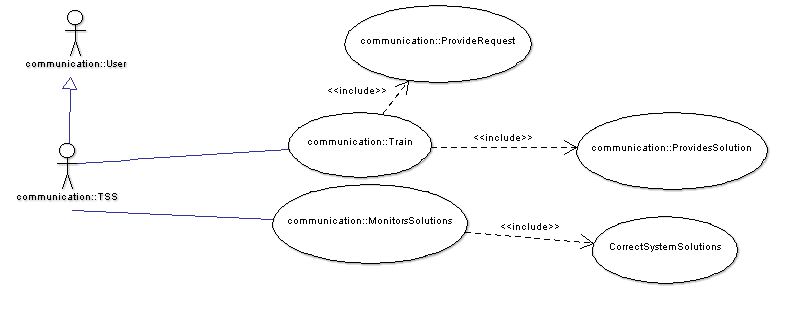 communication::ProvideRequest
communication::User
<<include>>
communication::Train
<<include>>
communication::ProvidesSolution
communication::TSS
communication::MonitorsSolutions
<<include>>
CorrectSystemSolutions